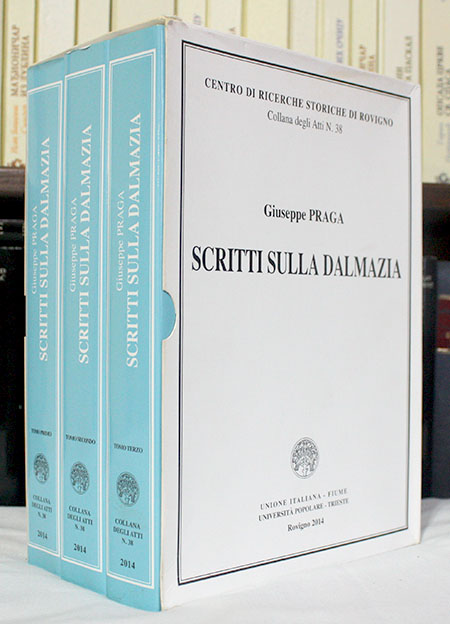 CENTRO DI RICERCHE STORICHE DI ROVIGNO
Collana degli Atti N. 38
Giuseppe PRAGA
SCRITTI SULLA DALMAZIA
UNIONE ITALIANA - FIUME
UNIVERSITÀ POPOLARE - TRIESTE
Rovigno 2014
Giuseppe PRAGA
SCRITTI SULLA DALMAZIA
TOMO PRIMO
COLLANA
DEGLI ATTI
N. 38
2014
Giuseppe PRAGA
SCRITTI SULLA DALMAZIA
TOMO SECONDO
COLLANA
DEGLI ATTI
N. 38
2014
Giuseppe PRAGA
SCRITTI SULLA DALMAZIA
TOMO TERZO
COLLANA
DEGLI ATTI
N. 38
2014
МАЂИОНИЧАР
ИЗ ЛУБЛИНА